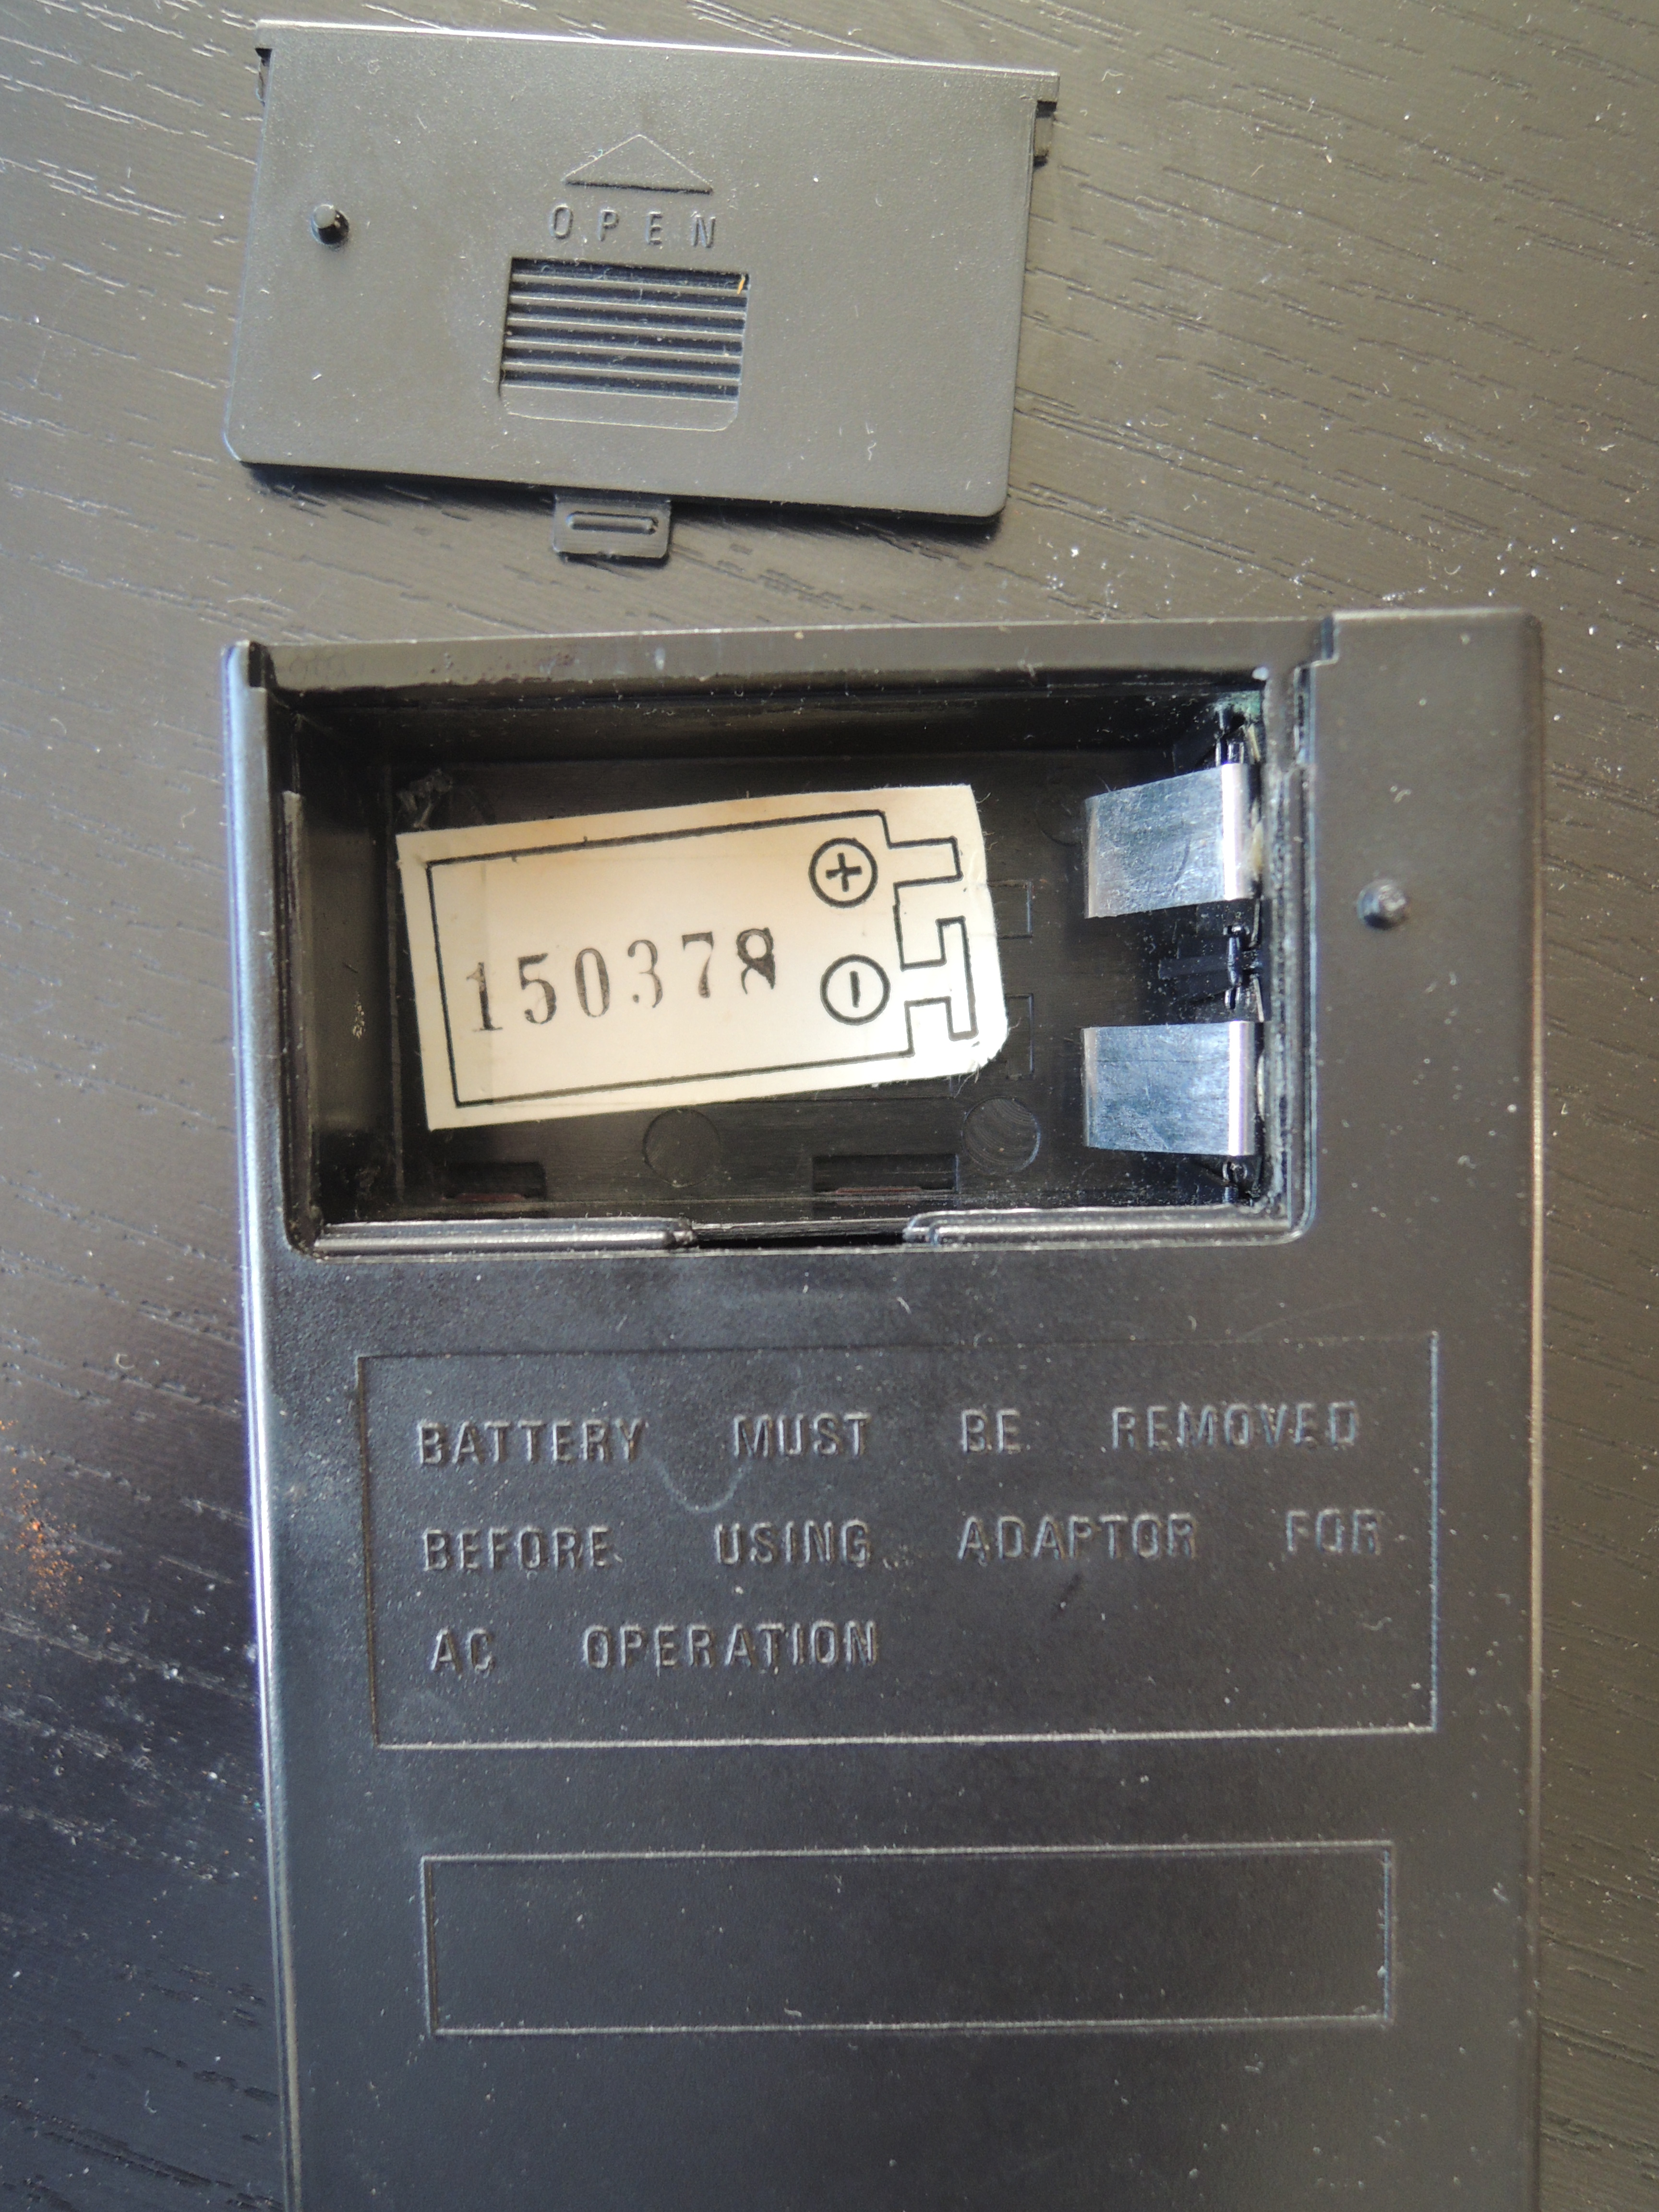 OPEN
+
150378
−
BATTERY MUST BE REMOVED
BEFORE USING ADAPTOR FOR
AC OPERATION